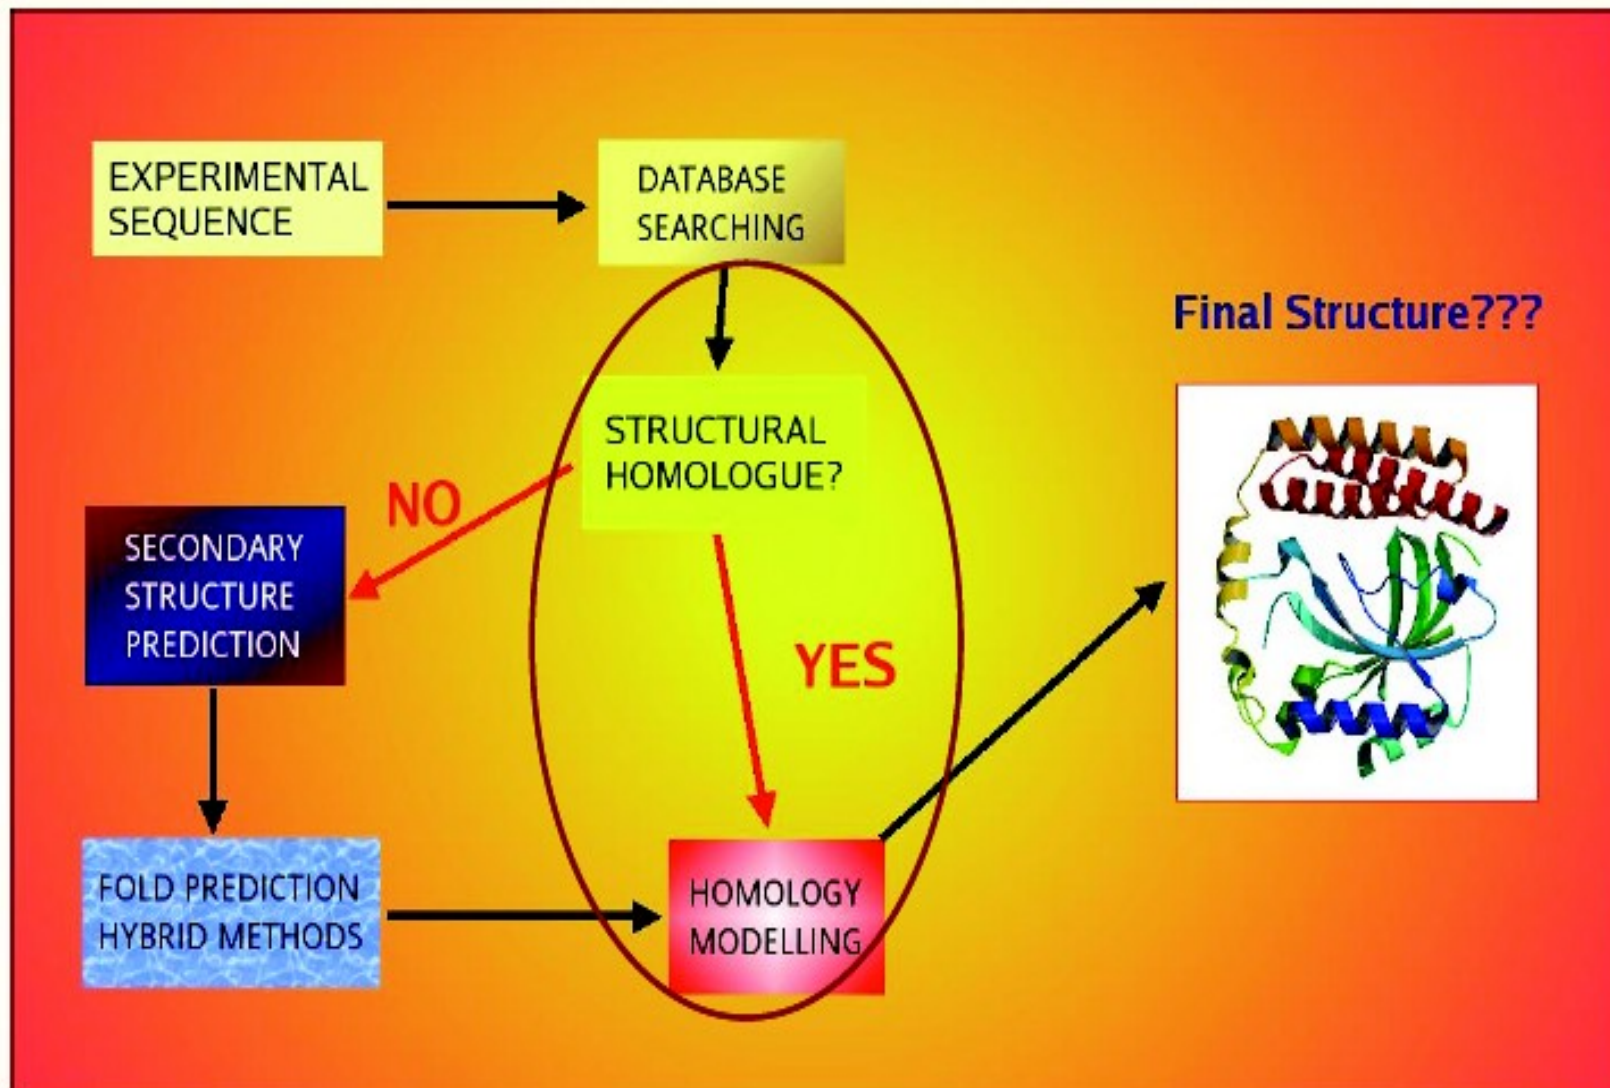 EXPERIMENTAL
SEQUENCE
DATABASE
SEARCHING
Final Structure???
STRUCTURAL
HOMOLOGUE?
NO
SECONDARY
STRUCTURE
PREDICTION
YES
FOLD PREDICTION
HYBRID METHODS
HOMOLOGY
MODELLING